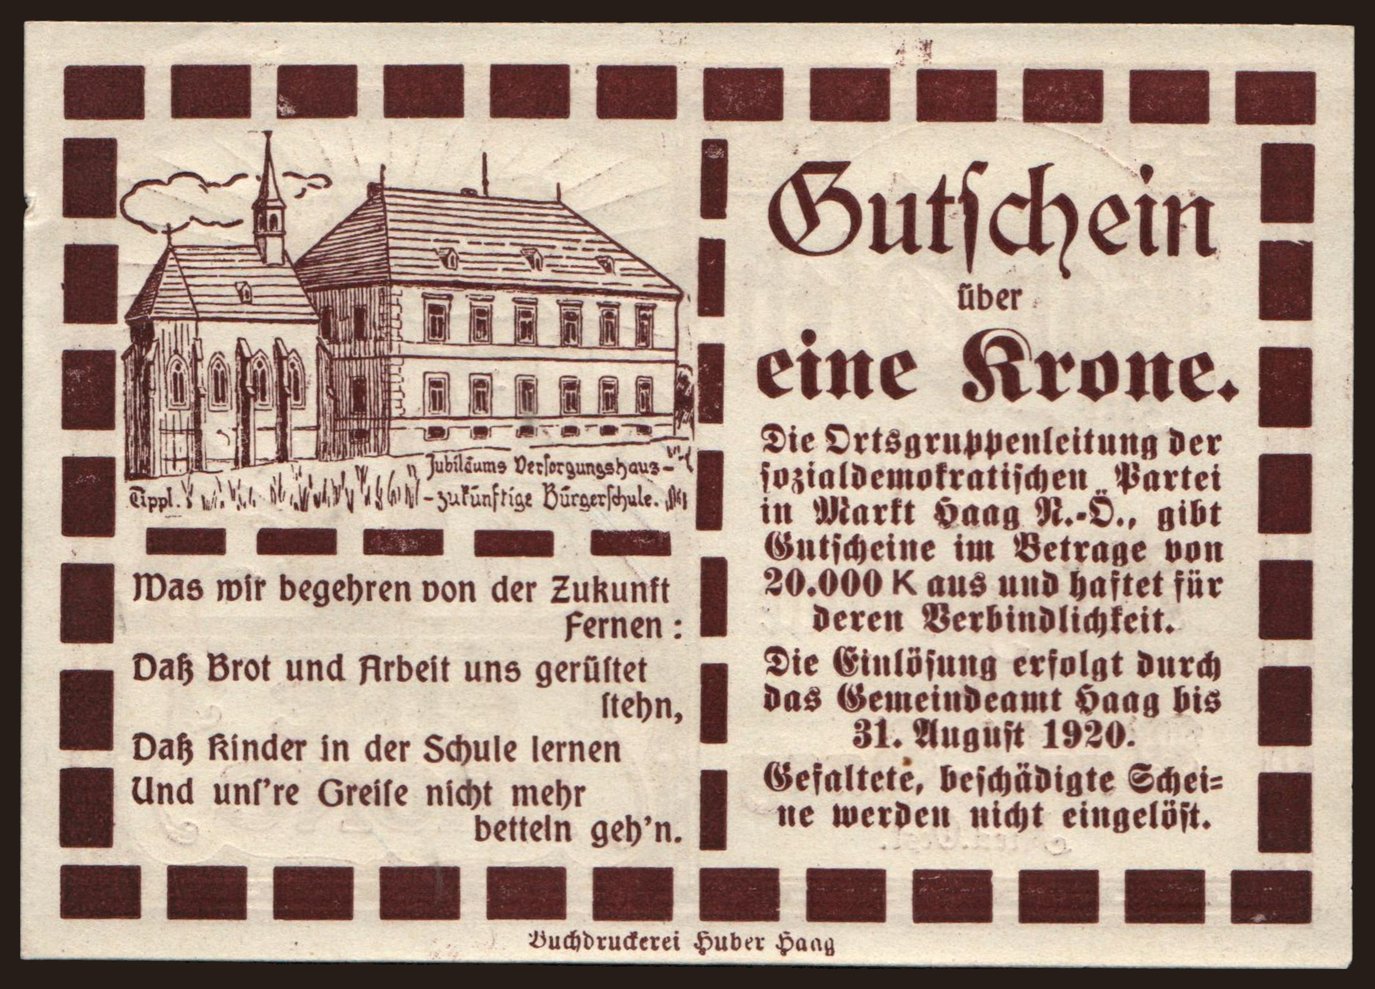 Jubiläums Versorgungshaus-
Tippl. -zukünftige Bürgerschule.
Was wir begehren von der Zukunft
Fernen :
Daß Brot und Arbeit uns gerüstet
stehn,
Daß Kinder in der Schule lernen
Und uns're Greise nicht mehr
betteln geh'n.
Gutschein
über
eine Krone.
Die Ortsgruppenleitung der
sozialdemokratischen Partei
in Markt Haag N.-Ö., gibt
Gutscheine im Betrage von
20.000 K aus und haftet für
deren Verbindlichkeit.
Die Einlösung erfolgt durch
das Gemeindeamt Haag bis
31. August 1920.
Gefaltete, beschädigte Schei=
ne werden nicht eingelöst.
Buchdruckerei Huber Haag